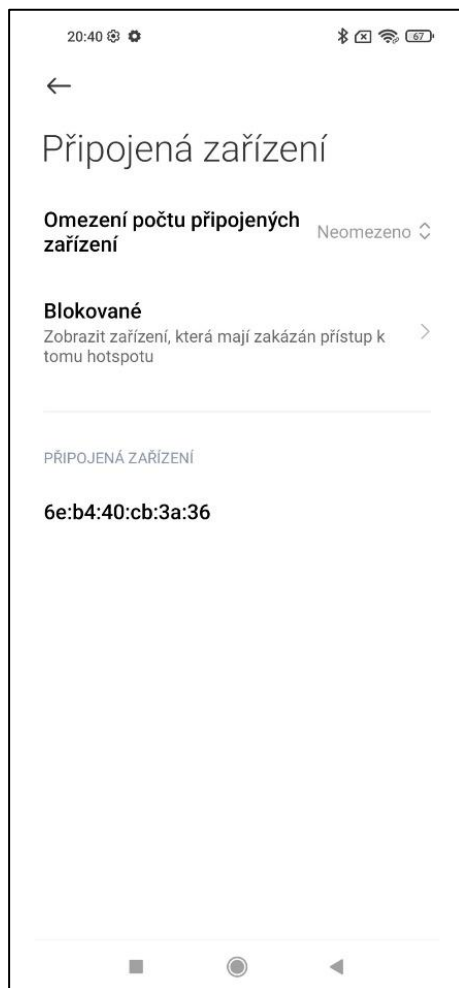 20:40
67
Připojená zařízení
Omezení počtu připojených
zařízení
Neomezeno
Blokované
Zobrazit zařízení, která mají zakázán přístup k
tomu hotspotu
PŘIPOJENÁ ZAŘÍZENÍ
6e:b4:40:cb:3a:36